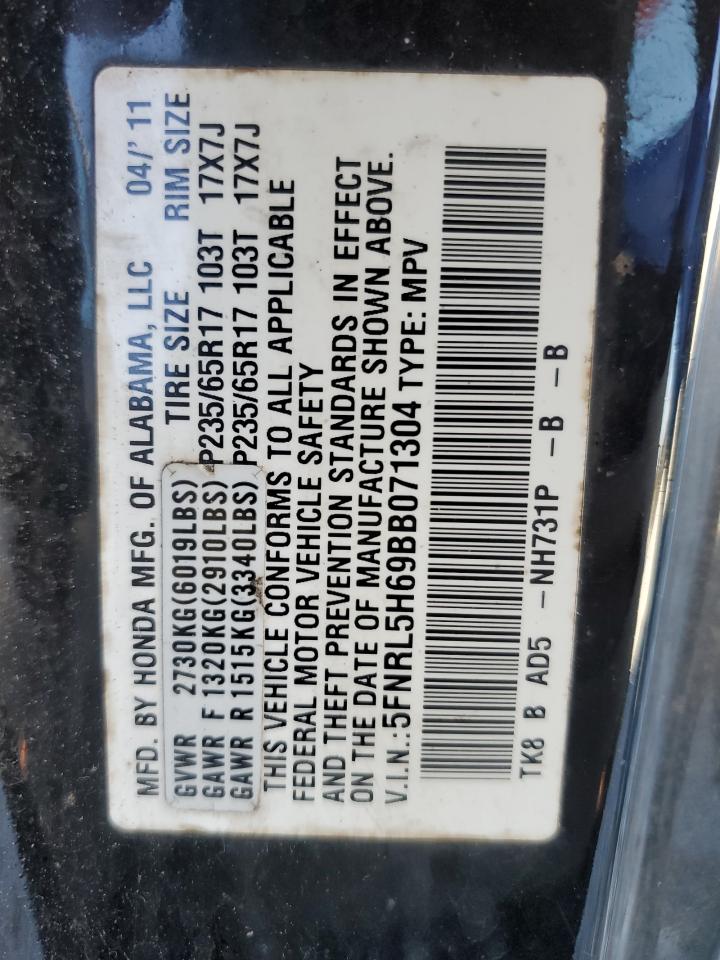 MFD. BY HONDA MFG. OF ALABAMA, LLC 04/' 11
GVWR 2730KG(6019LBS) TIRE SIZE RIM SIZE
GAWR F 1320KG(2910LBS) P235/65R17 103T 17X7J
GAWR R 1515KG(3340LBS) P235/65R17 103T 17X7J
THIS VEHICLE CONFORMS TO ALL APPLICABLE
FEDERAL MOTOR VEHICLE SAFETY
AND THEFT PREVENTION STANDARDS IN EFFECT
ON THE DATE OF MANUFACTURE SHOWN ABOVE.
V.I.N.:5FNRL5H69BB071304 TYPE: MPV
TK8 B AD5 -NH731P -B -B